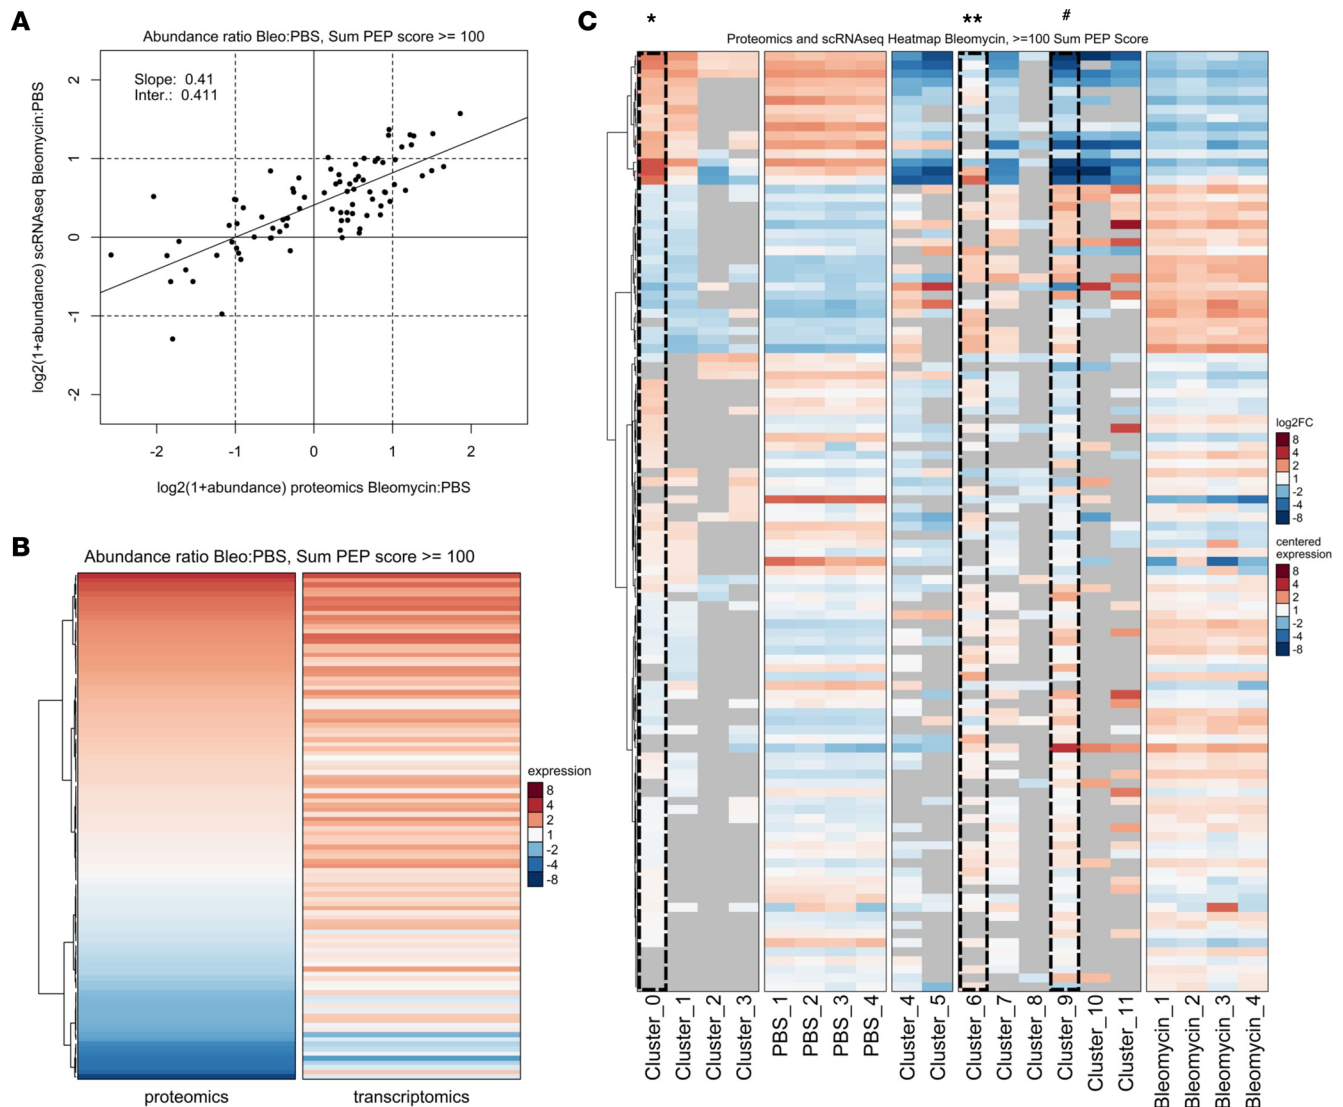 A
Abundance ratio Bleo:PBS, Sum PEP score >= 100
Slope: 0.41
Inter.: 0.411
log2(1+abundance) scRNAseq Bleomycin:PBS
2
1
0
-1
-2
-2
-1
0
1
2
log2(1+abundance) proteomics Bleomycin:PBS
B
Abundance ratio Bleo:PBS, Sum PEP score >= 100
expression
8
4
2
1
-2
-4
-8
proteomics
transcriptomics
C
*
**
#
Proteomics and scRNAseq Heatmap Bleomycin, >=100 Sum PEP Score
log2FC
8
4
2
1
-2
-4
-8
centered
expression
8
4
2
1
-2
-4
-8
Cluster_0
Cluster_1
Cluster_2
Cluster_3
PBS_1
PBS_2
PBS_3
PBS_4
Cluster_4
Cluster_5
Cluster_6
Cluster_7
Cluster_8
Cluster_9
Cluster_10
Cluster_11
Bleomycin_1
Bleomycin_2
Bleomycin_3
Bleomycin_4